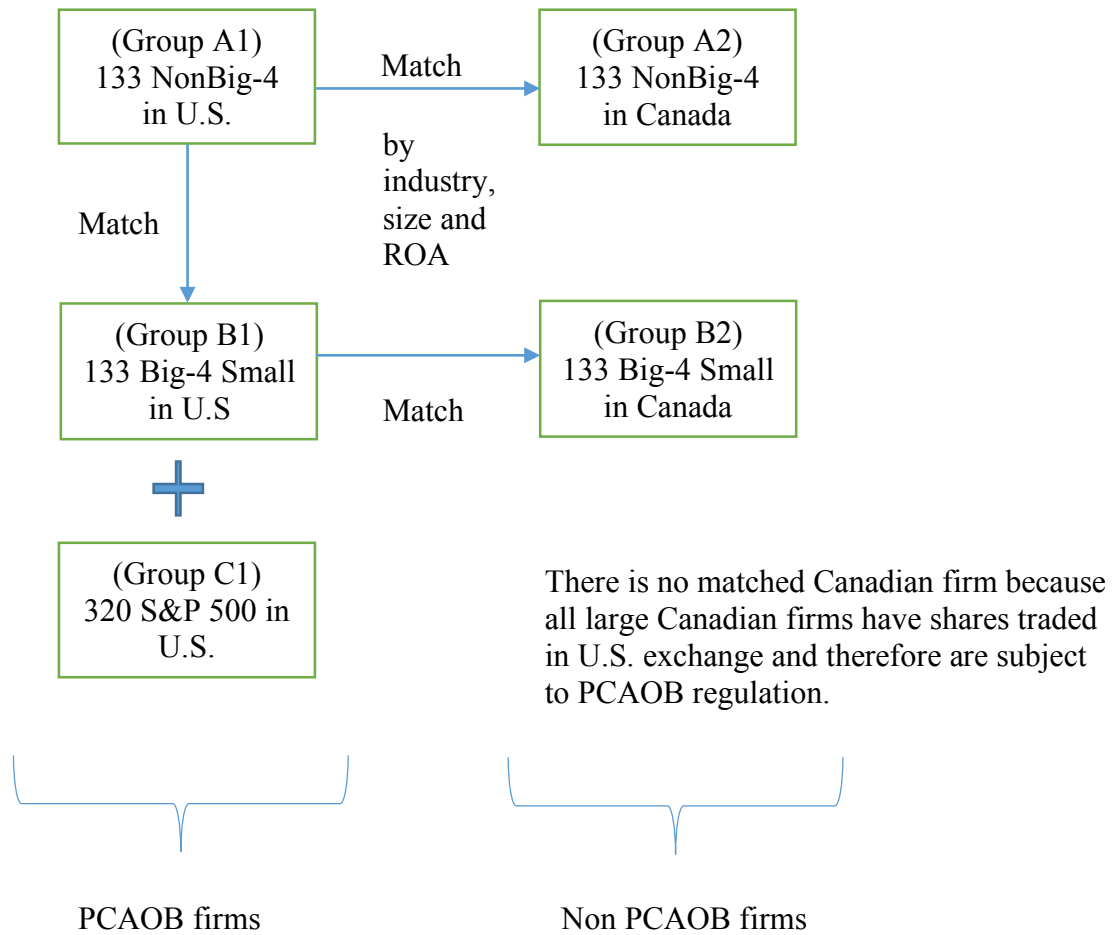 (Group A1)
133 NonBig-4
in U.S.
Match
(Group A2)
133 NonBig-4
in Canada
by
industry,
size and
ROA
Match
(Group B1)
133 Big-4 Small
in U.S
Match
(Group B2)
133 Big-4 Small
in Canada
(Group C1)
320 S&P 500 in
U.S.
There is no matched Canadian firm because
all large Canadian firms have shares traded
in U.S. exchange and therefore are subject
to PCAOB regulation.
PCAOB firms
Non PCAOB firms